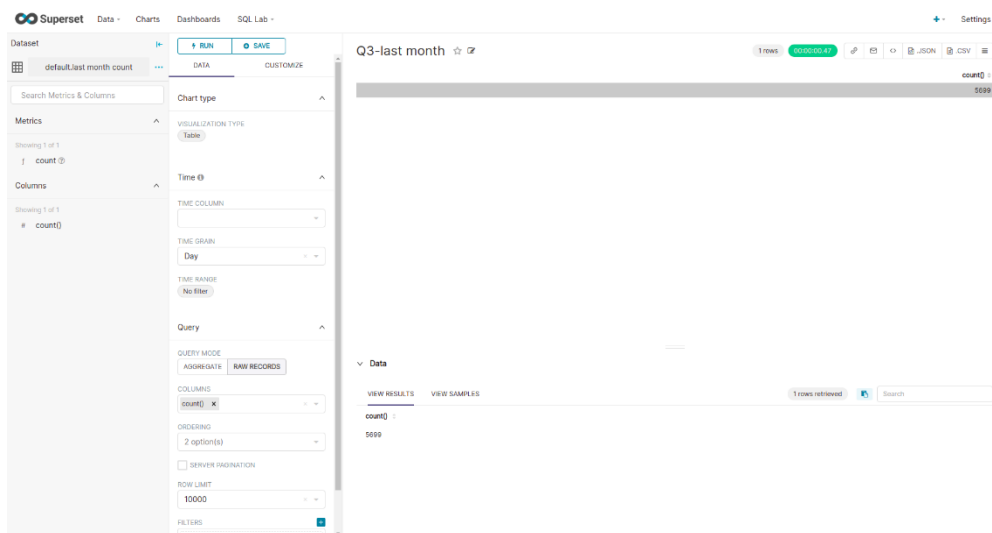 Superset Data Charts Dashboards SQL Lab Settings
Dataset
default.last month count
Search Metrics & Columns
Metrics
Showing 1 of 1
f count
Columns
Showing 1 of 1
# count()
RUN SAVE
DATA CUSTOMIZE
Chart type
VISUALIZATION TYPE
Table
Time
TIME COLUMN
TIME GRAIN
Day
TIME RANGE
No filter
Query
QUERY MODE
AGGREGATE RAW RECORDS
COLUMNS
count() x
ORDERING
2 option(s)
SERVER PAGINATION
ROW LIMIT
10000
FILTERS
Q3-last month
1 rows 00:00:00.47 .JSON .CSV
count()
5699
Data
VIEW RESULTS VIEW SAMPLES 1 rows retrieved Search
count()
5699